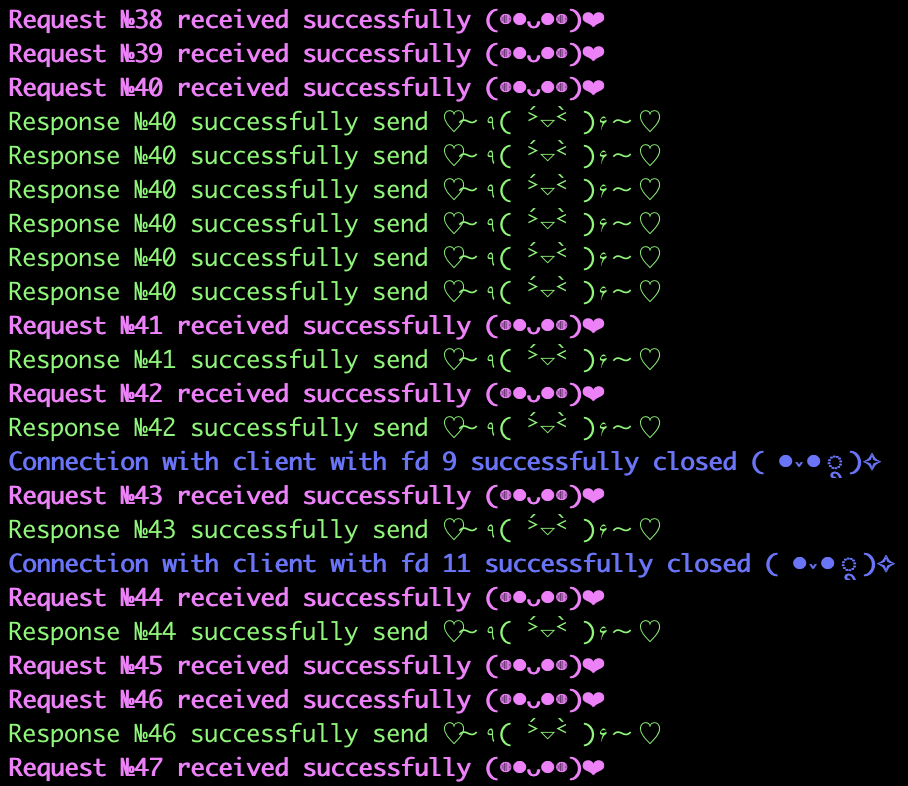 Request №38 received successfully (◍•ᴗ•◍)❤
Request №39 received successfully (◍•ᴗ•◍)❤
Request №40 received successfully (◍•ᴗ•◍)❤
Response №40 successfully send ♡~ ٩( ˃́▿˂̀ )۶~ ♡
Response №40 successfully send ♡~ ٩( ˃́▿˂̀ )۶~ ♡
Response №40 successfully send ♡~ ٩( ˃́▿˂̀ )۶~ ♡
Response №40 successfully send ♡~ ٩( ˃́▿˂̀ )۶~ ♡
Response №40 successfully send ♡~ ٩( ˃́▿˂̀ )۶~ ♡
Response №40 successfully send ♡~ ٩( ˃́▿˂̀ )۶~ ♡
Request №41 received successfully (◍•ᴗ•◍)❤
Response №41 successfully send ♡~ ٩( ˃́▿˂̀ )۶~ ♡
Request №42 received successfully (◍•ᴗ•◍)❤
Response №42 successfully send ♡~ ٩( ˃́▿˂̀ )۶~ ♡
Connection with client with fd 9 successfully closed ( •ˬ• ૢ)✧
Request №43 received successfully (◍•ᴗ•◍)❤
Response №43 successfully send ♡~ ٩( ˃́▿˂̀ )۶~ ♡
Connection with client with fd 11 successfully closed ( •ˬ• ૢ)✧
Request №44 received successfully (◍•ᴗ•◍)❤
Response №44 successfully send ♡~ ٩( ˃́▿˂̀ )۶~ ♡
Request №45 received successfully (◍•ᴗ•◍)❤
Request №46 received successfully (◍•ᴗ•◍)❤
Response №46 successfully send ♡~ ٩( ˃́▿˂̀ )۶~ ♡
Request №47 received successfully (◍•ᴗ•◍)❤